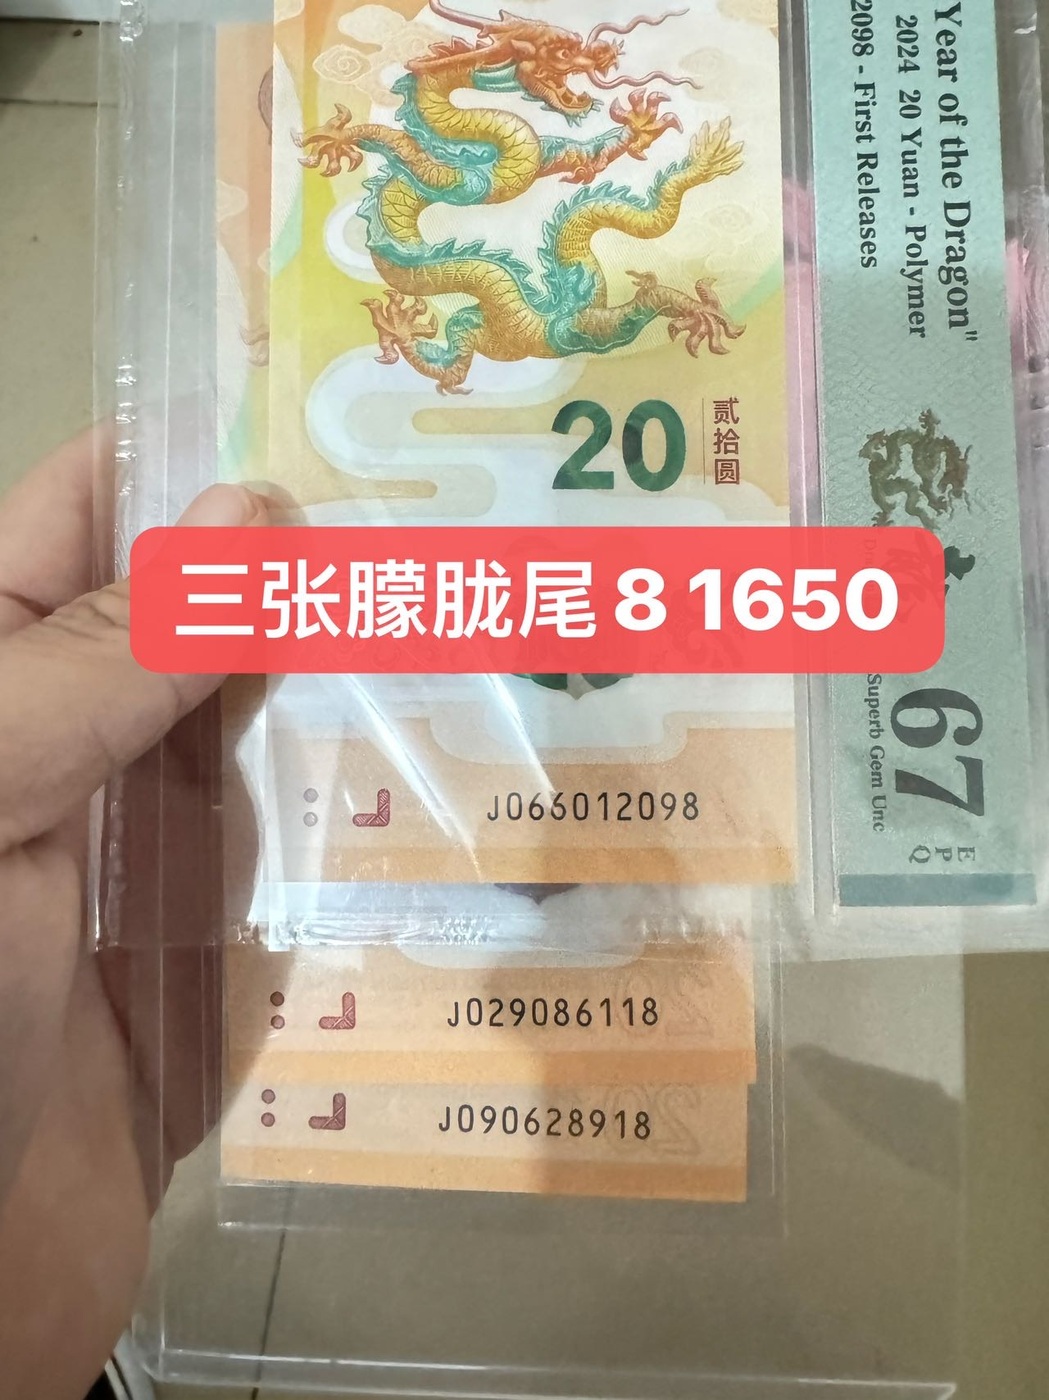 Year of the Dragon"
2024 20 Yuan - Polymer
2098 - First Releases
20
贰拾圆
三张朦胧尾8 1650
67
EPQ
Superb Gem Unc
J066012098
J029086118
J090628918